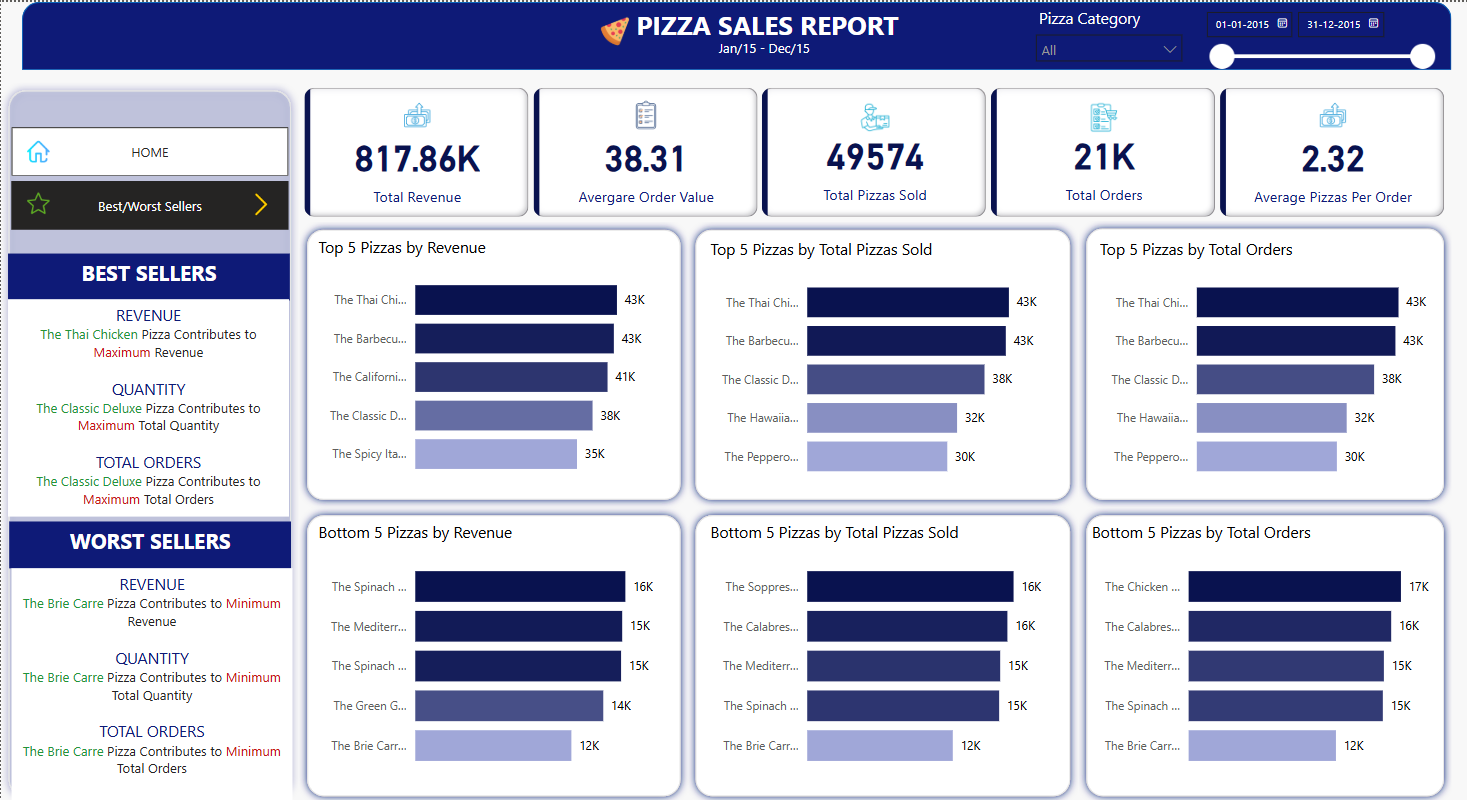 PIZZA SALES REPORT
Jan/15 - Dec/15
Pizza Category
All
01-01-2015
31-12-2015
HOME
Best/Worst Sellers
817.86K
Total Revenue
38.31
Avergare Order Value
49574
Total Pizzas Sold
21K
Total Orders
2.32
Average Pizzas Per Order
BEST SELLERS
REVENUE
The Thai Chicken Pizza Contributes to
Maximum Revenue
QUANTITY
The Classic Deluxe Pizza Contributes to
Maximum Total Quantity
TOTAL ORDERS
The Classic Deluxe Pizza Contributes to
Maximum Total Orders
WORST SELLERS
REVENUE
The Brie Carre Pizza Contributes to Minimum
Revenue
QUANTITY
The Brie Carre Pizza Contributes to Minimum
Total Quantity
TOTAL ORDERS
The Brie Carre Pizza Contributes to Minimum
Total Orders
Top 5 Pizzas by Revenue
The Thai Chi... 43K
The Barbecu... 43K
The Californi... 41K
The Classic D... 38K
The Spicy Ita... 35K
Top 5 Pizzas by Total Pizzas Sold
The Thai Chi... 43K
The Barbecu... 43K
The Classic D... 38K
The Hawaiia... 32K
The Peppero... 30K
Top 5 Pizzas by Total Orders
The Thai Chi... 43K
The Barbecu... 43K
The Classic D... 38K
The Hawaiia... 32K
The Peppero... 30K
Bottom 5 Pizzas by Revenue
The Spinach ... 16K
The Mediterr... 15K
The Spinach ... 15K
The Green G... 14K
The Brie Carr... 12K
Bottom 5 Pizzas by Total Pizzas Sold
The Soppres... 16K
The Calabres... 16K
The Mediterr... 15K
The Spinach ... 15K
The Brie Carr... 12K
Bottom 5 Pizzas by Total Orders
The Chicken ... 17K
The Calabres... 16K
The Mediterr... 15K
The Spinach ... 15K
The Brie Carr... 12K